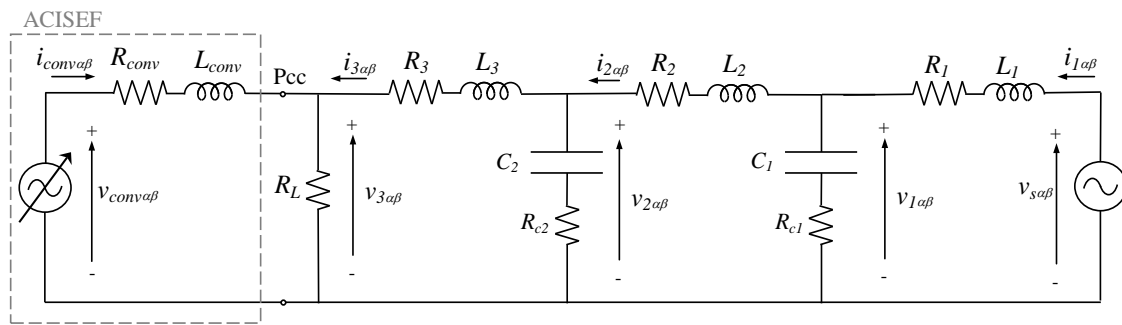 ACISEF
i_convαβ R_conv L_conv Pcc i_3αβ R_3 L_3 i_2αβ R_2 L_2 R_1 L_1 i_1αβ
+ + + + +
C_2 C_1
v_convαβ R_L v_3αβ v_2αβ v_1αβ v_sαβ
R_c2 R_c1
- - - - -